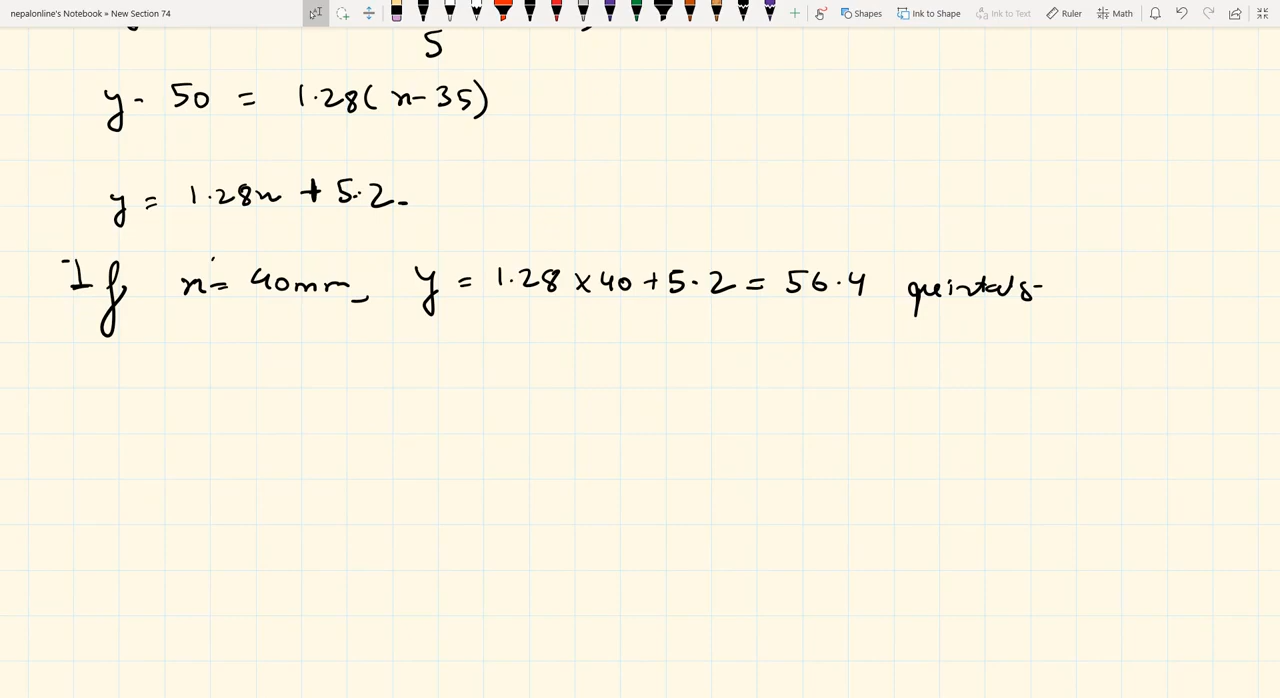 nepalonline's Notebook » New Section 74
Shapes Ink to Shape Ink to Text Ruler Math
5
y - 50 = 1.28(x-35)
y = 1.28x + 5.2
If x = 40mm, y = 1.28 x 40 + 5.2 = 56.4 quintals